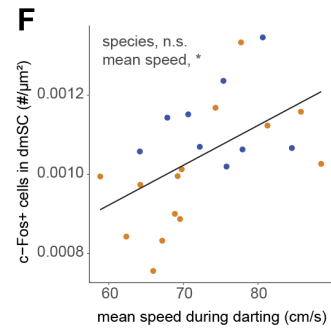 F
species, n.s.
mean speed, *
c−Fos+ cells in dmSC (#/μm²)
0.0012
0.0010
0.0008
60 70 80
mean speed during darting (cm/s)